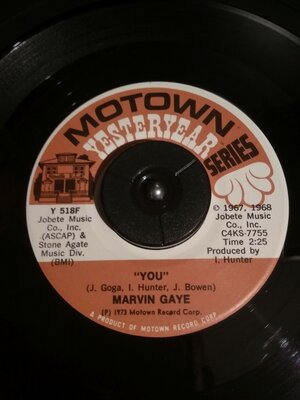 MOTOWN
YESTERYEAR
SERIES
Y 518F
Jobete Music
Co., Inc.
(ASCAP) &
Stone Agate
Music Div.
(BMI)
© 1967, 1968
Jobete Music
Co., Inc.
C4KS-7755
Time 2:25
Produced by
I. Hunter
"YOU"
(J. Goga, I. Hunter, J. Bowen)
MARVIN GAYE
(P) 1973 Motown Record Corp.
A PRODUCT OF MOTOWN RECORD CORP.